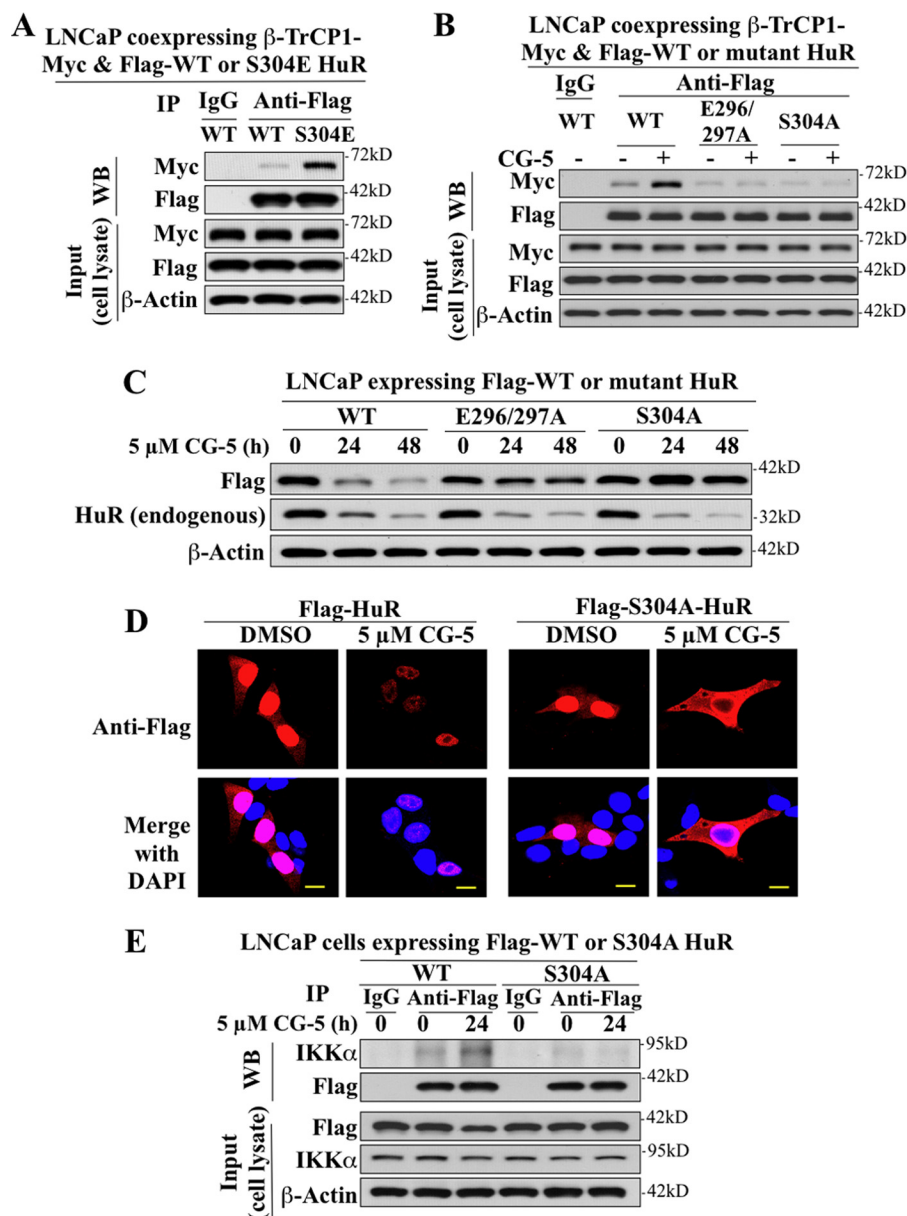 A
LNCaP coexpressing β-TrCP1-
Myc & Flag-WT or S304E HuR
IP IgG Anti-Flag
WT WT S304E
WB
Myc -72kD
Flag -42kD
Input
(cell lysate)
Myc -72kD
Flag -42kD
β-Actin -42kD
B
LNCaP coexpressing β-TrCP1-
Myc & Flag-WT or mutant HuR
IgG Anti-Flag
WT WT E296/
297A S304A
CG-5 - - + - + - +
WB
Myc -72kD
Flag -42kD
Input
(cell lysate)
Myc -72kD
Flag -42kD
β-Actin -42kD
C
LNCaP expressing Flag-WT or mutant HuR
WT E296/297A S304A
5 µM CG-5 (h) 0 24 48 0 24 48 0 24 48
Flag -42kD
HuR (endogenous) -32kD
β-Actin -42kD
D
Flag-HuR Flag-S304A-HuR
DMSO 5 µM CG-5 DMSO 5 µM CG-5
Anti-Flag
Merge
with
DAPI
E
LNCaP cells expressing Flag-WT or S304A HuR
WT S304A
IP IgG Anti-Flag IgG Anti-Flag
5 µM CG-5 (h) 0 0 24 0 0 24
WB
IKKα -95kD
Flag -42kD
Input
(cell lysate)
Flag -42kD
IKKα -95kD
β-Actin -42kD